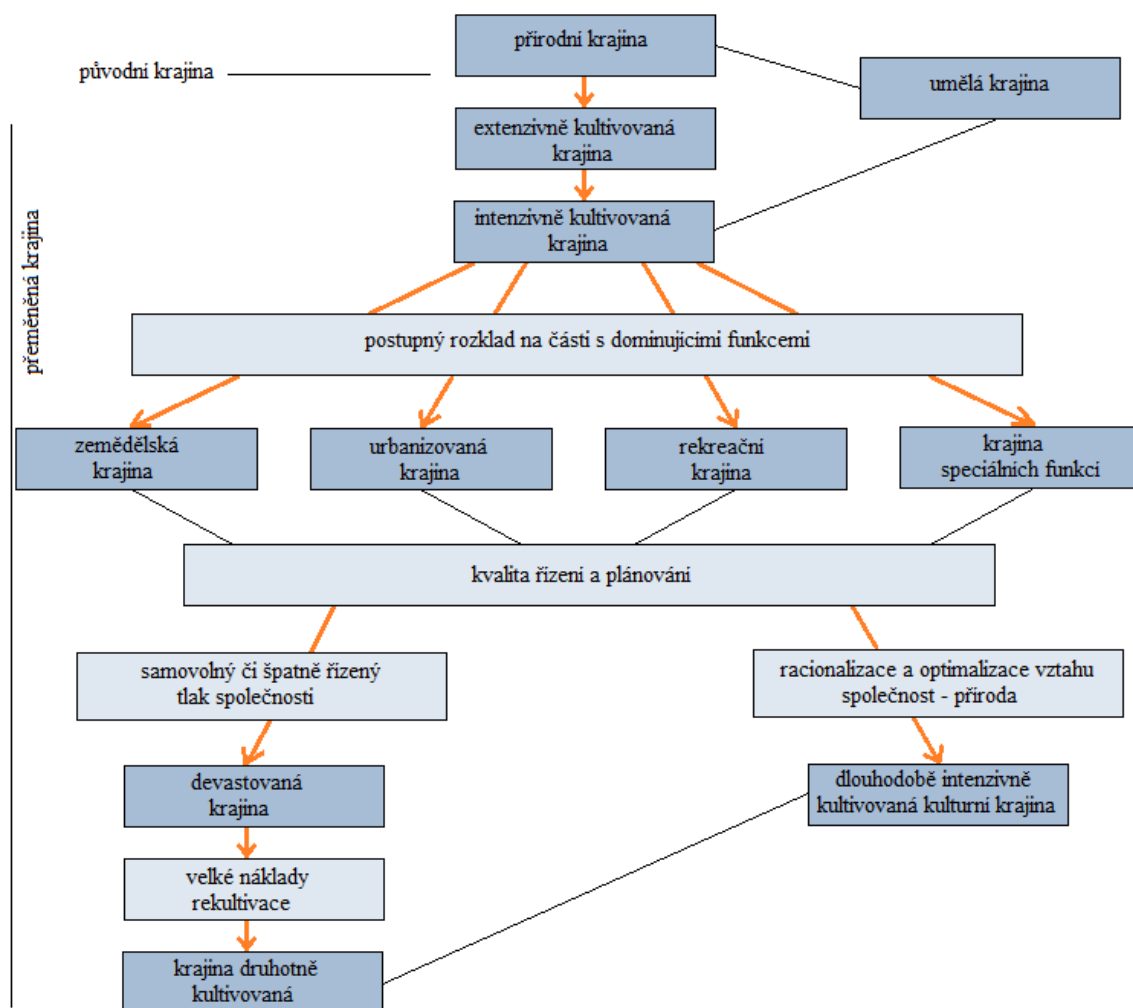 přírodní krajina
původní krajina
umělá krajina
extenzivně kultivovaná
krajina
intenzivně kultivovaná
krajina
přeměněná krajina
postupný rozklad na části s dominujícimi funkcemi
zemědělská
krajina
urbanizovaná
krajina
rekreační
krajina
krajina
speciálních funkcí
kvalita řízení a plánování
samovolný či špatně řízený
tlak společnosti
racionalizace a optimalizace vztahu
společnost - příroda
devastovaná
krajina
dlouhodobě intenzivně
kultivovaná kulturní krajina
velké náklady
rekultivace
krajina druhotně
kultivovaná